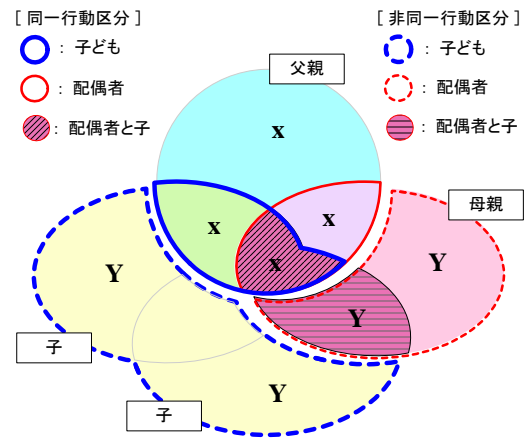 [ 同一行動区分 ]
： 子ども
： 配偶者
： 配偶者と子
[ 非同一行動区分 ]
： 子ども
： 配偶者
： 配偶者と子
父親
x
x
x
x
母親
Y
Y
Y
子
Y
子